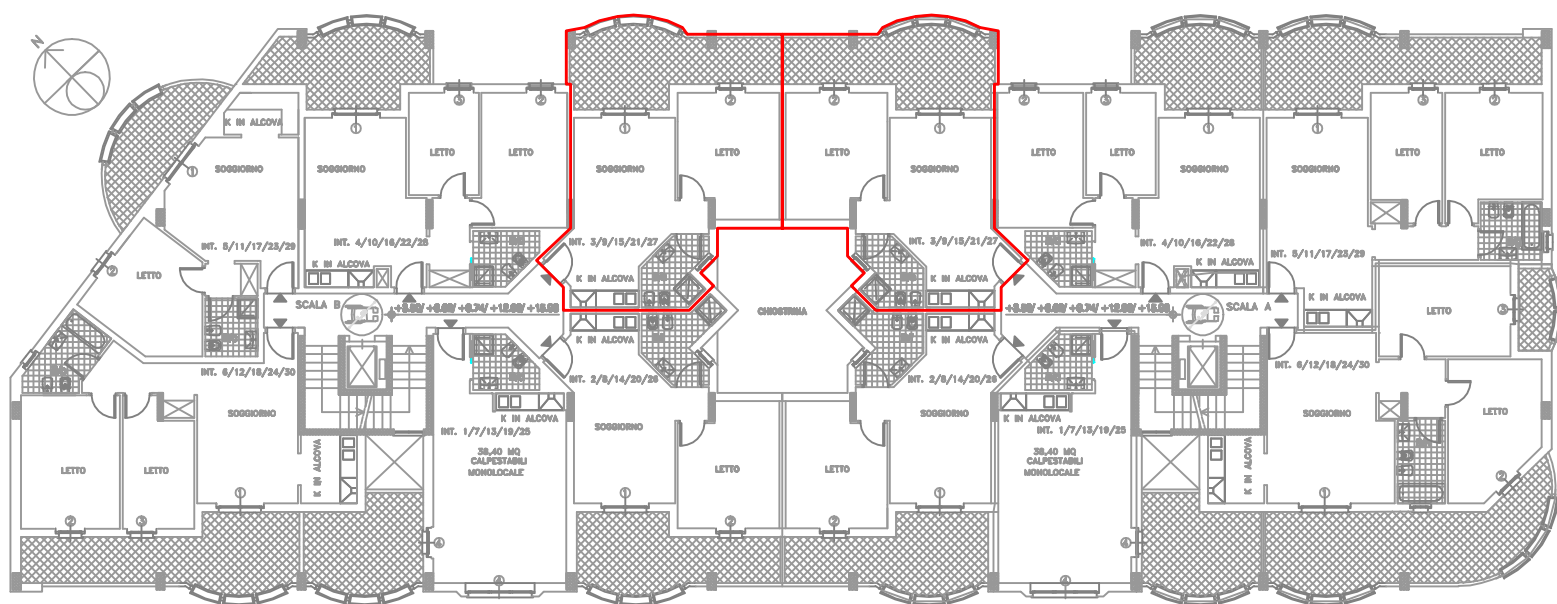 N
K IN ALCOVA
SOGGIORNO
INT. 5/11/17/23/29
SOGGIORNO
LETTO
LETTO
INT. 4/10/16/22/28
K IN ALCOVA
SOGGIORNO
LETTO
INT. 3/9/15/21/27
K IN ALCOVA
LETTO
SOGGIORNO
INT. 3/9/15/21/27
K IN ALCOVA
LETTO
LETTO
SOGGIORNO
INT. 4/10/16/22/28
K IN ALCOVA
SOGGIORNO
LETTO
LETTO
INT. 5/11/17/23/29
K IN ALCOVA
LETTO
SCALA B
CHIOSTRINA
SCALA A
LETTO
INT. 6/12/18/24/30
SOGGIORNO
LETTO
LETTO
K IN ALCOVA
INT. 1/7/13/19/25
K IN ALCOVA
38,40 MQ
CALPESTABILI
MONOLOCALE
K IN ALCOVA
INT. 2/8/14/20/26
SOGGIORNO
LETTO
K IN ALCOVA
INT. 2/8/14/20/26
SOGGIORNO
LETTO
K IN ALCOVA
INT. 1/7/13/19/25
38,40 MQ
CALPESTABILI
MONOLOCALE
INT. 6/12/18/24/30
SOGGIORNO
K IN ALCOVA
LETTO